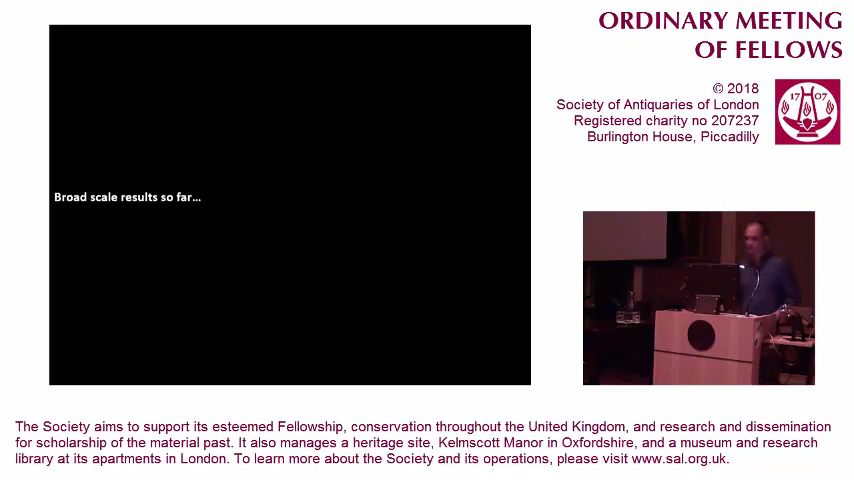 ORDINARY MEETING
OF FELLOWS
© 2018
Society of Antiquaries of London
Registered charity no 207237
Burlington House, Piccadilly
1707
Broad scale results so far...
The Society aims to support its esteemed Fellowship, conservation throughout the United Kingdom, and research and dissemination
for scholarship of the material past. It also manages a heritage site, Kelmscott Manor in Oxfordshire, and a museum and research
library at its apartments in London. To learn more about the Society and its operations, please visit www.sal.org.uk.